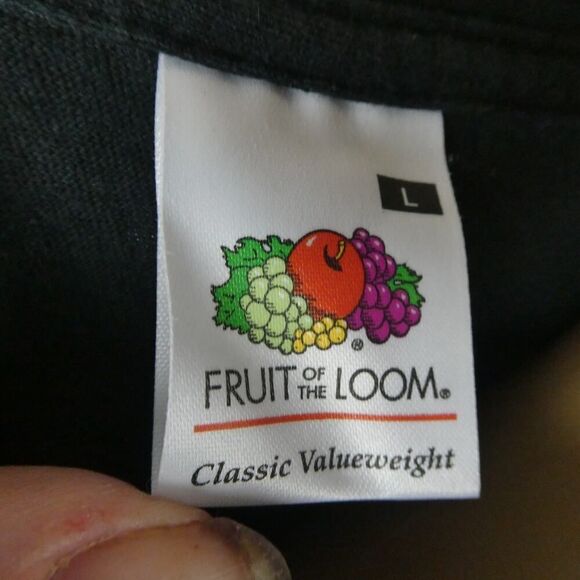 L
®
FRUIT OF THE LOOM®
Classic Valueweight